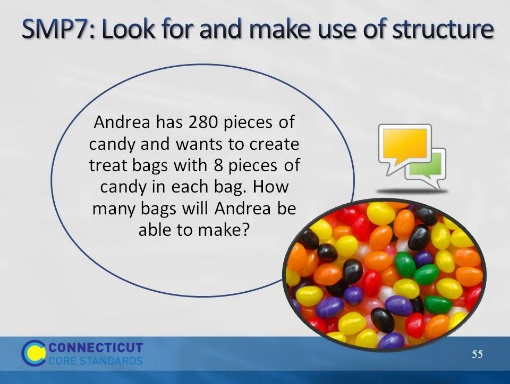 SMP7: Look for and make use of structure
Andrea has 280 pieces of
candy and wants to create
treat bags with 8 pieces of
candy in each bag. How
many bags will Andrea be
able to make?
CONNECTICUT
CORE STANDARDS
55